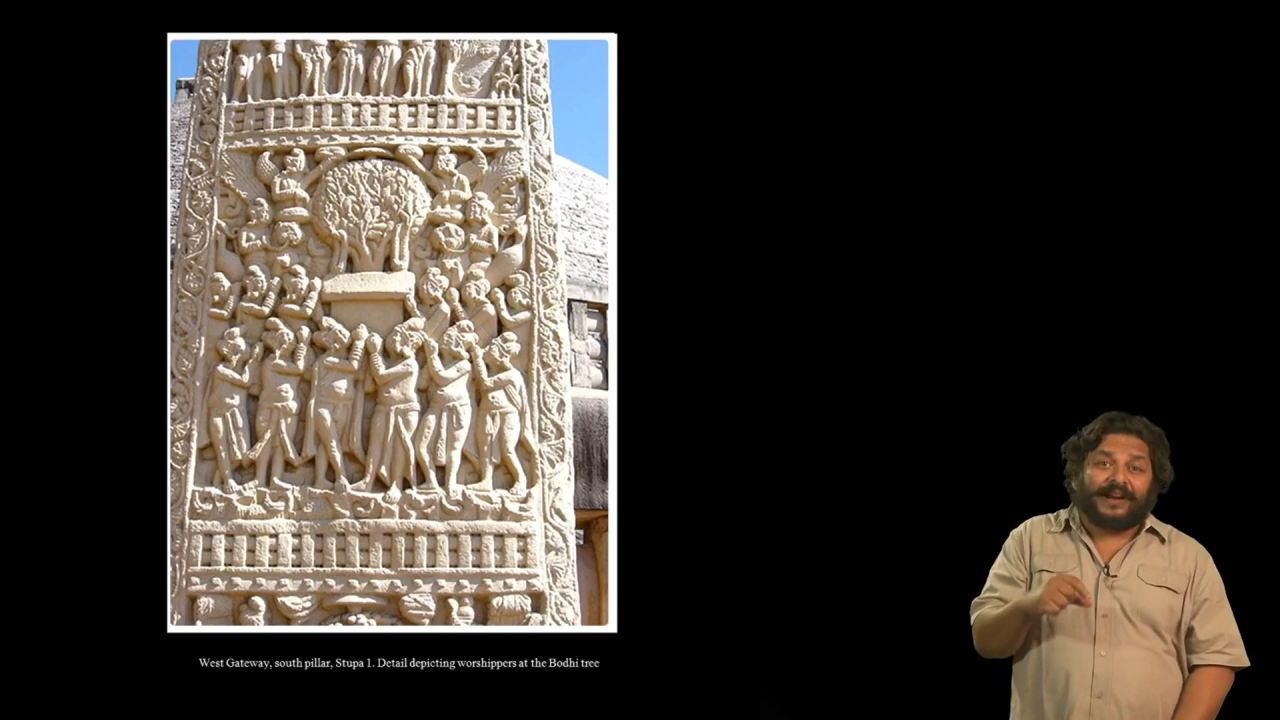 West Gateway, south pillar, Stupa 1. Detail depicting worshippers at the Bodhi tree